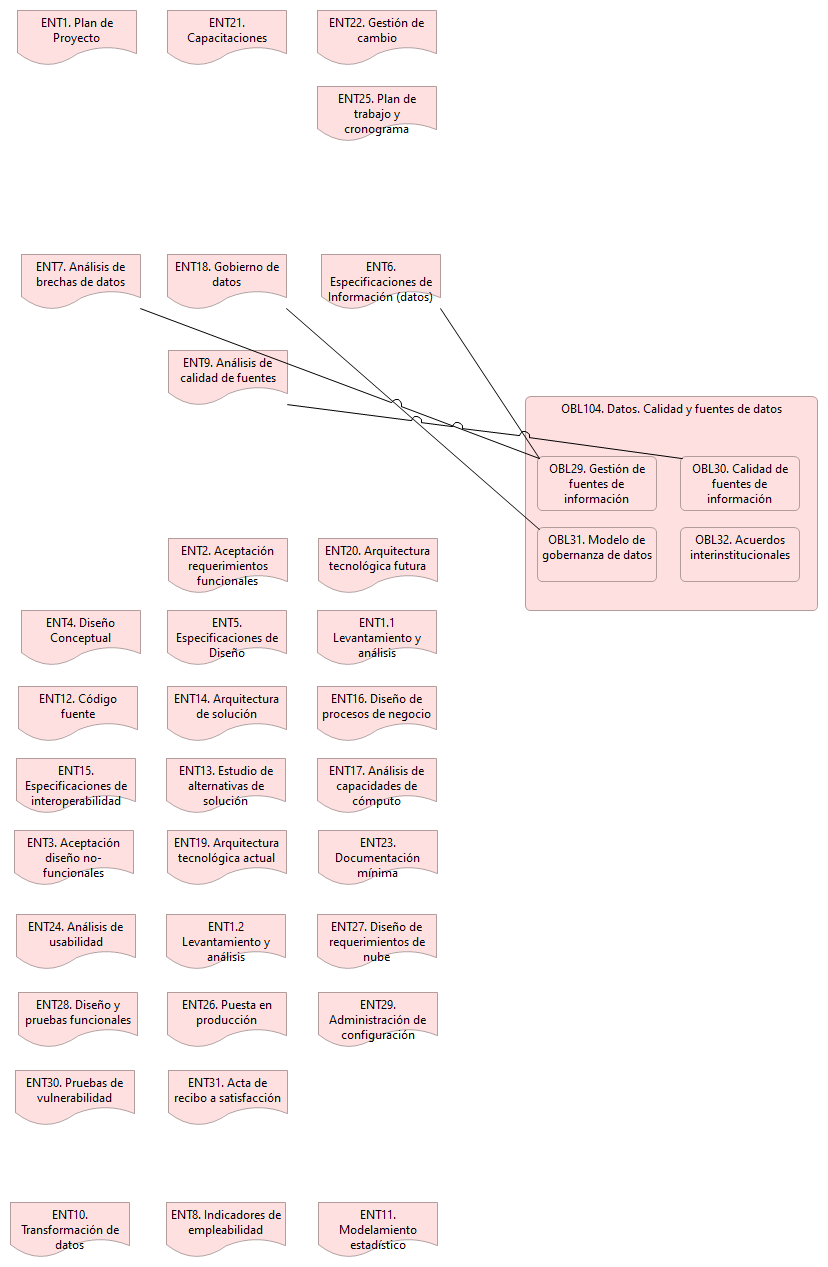 ENT1. Plan de
Proyecto
ENT21.
Capacitaciones
ENT22. Gestión de
cambio
ENT25. Plan de
trabajo y
cronograma
ENT7. Análisis de
brechas de datos
ENT18. Gobierno de
datos
ENT6.
Especificaciones de
Información (datos)
ENT9. Análisis de
calidad de fuentes
OBL104. Datos. Calidad y fuentes de datos
OBL29. Gestión de
fuentes de
información
OBL30. Calidad de
fuentes de
información
OBL31. Modelo de
gobernanza de datos
OBL32. Acuerdos
interinstitucionales
ENT2. Aceptación
requerimientos
funcionales
ENT20. Arquitectura
tecnológica futura
ENT4. Diseño
Conceptual
ENT5.
Especificaciones de
Diseño
ENT1.1
Levantamiento y
análisis
ENT12. Código
fuente
ENT14. Arquitectura
de solución
ENT16. Diseño de
procesos de negocio
ENT15.
Especificaciones de
interoperabilidad
ENT13. Estudio de
alternativas de
solución
ENT17. Análisis de
capacidades de
cómputo
ENT3. Aceptación
diseño no-
funcionales
ENT19. Arquitectura
tecnológica actual
ENT23.
Documentación
mínima
ENT24. Análisis de
usabilidad
ENT1.2
Levantamiento y
análisis
ENT27. Diseño de
requerimientos de
nube
ENT28. Diseño y
pruebas funcionales
ENT26. Puesta en
producción
ENT29.
Administración de
configuración
ENT30. Pruebas de
vulnerabilidad
ENT31. Acta de
recibo a satisfacción
ENT10.
Transformación de
datos
ENT8. Indicadores de
empleabilidad
ENT11.
Modelamiento
estadístico